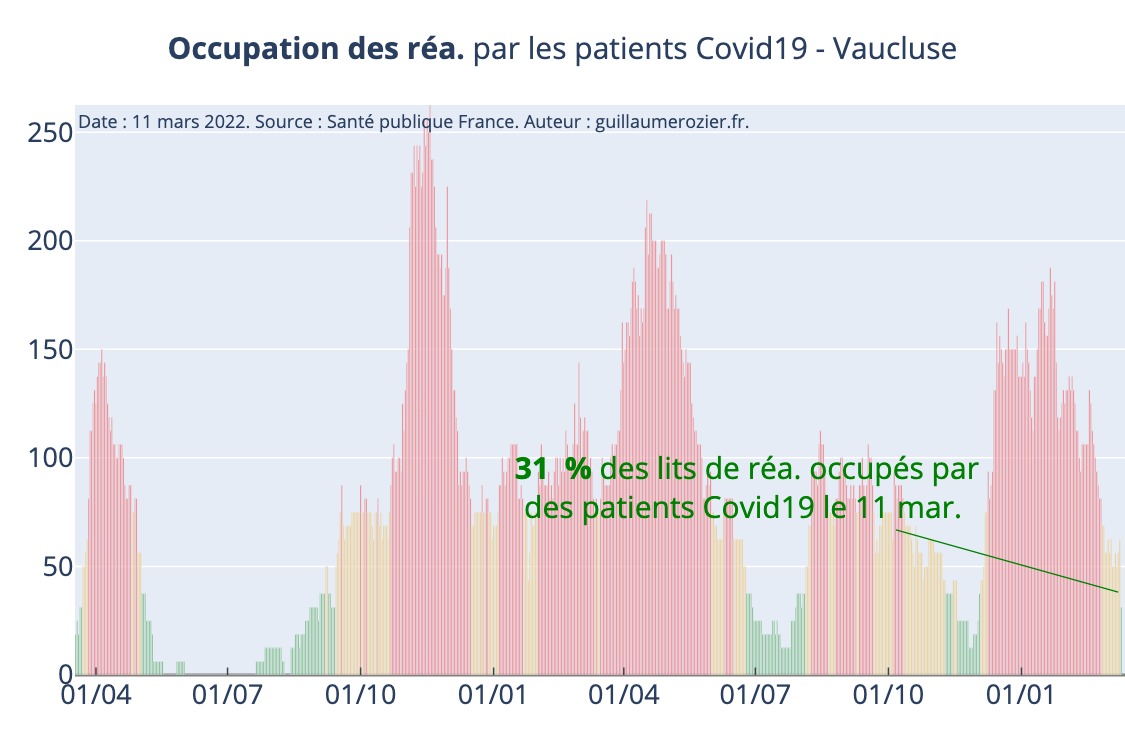 Occupation des réa. par les patients Covid19 - Vaucluse
Date : 11 mars 2022. Source : Santé publique France. Auteur : guillaumerozier.fr.
250
200
150
100
50
0
31 % des lits de réa. occupés par
des patients Covid19 le 11 mar.
01/04 01/07 01/10 01/01 01/04 01/07 01/10 01/01